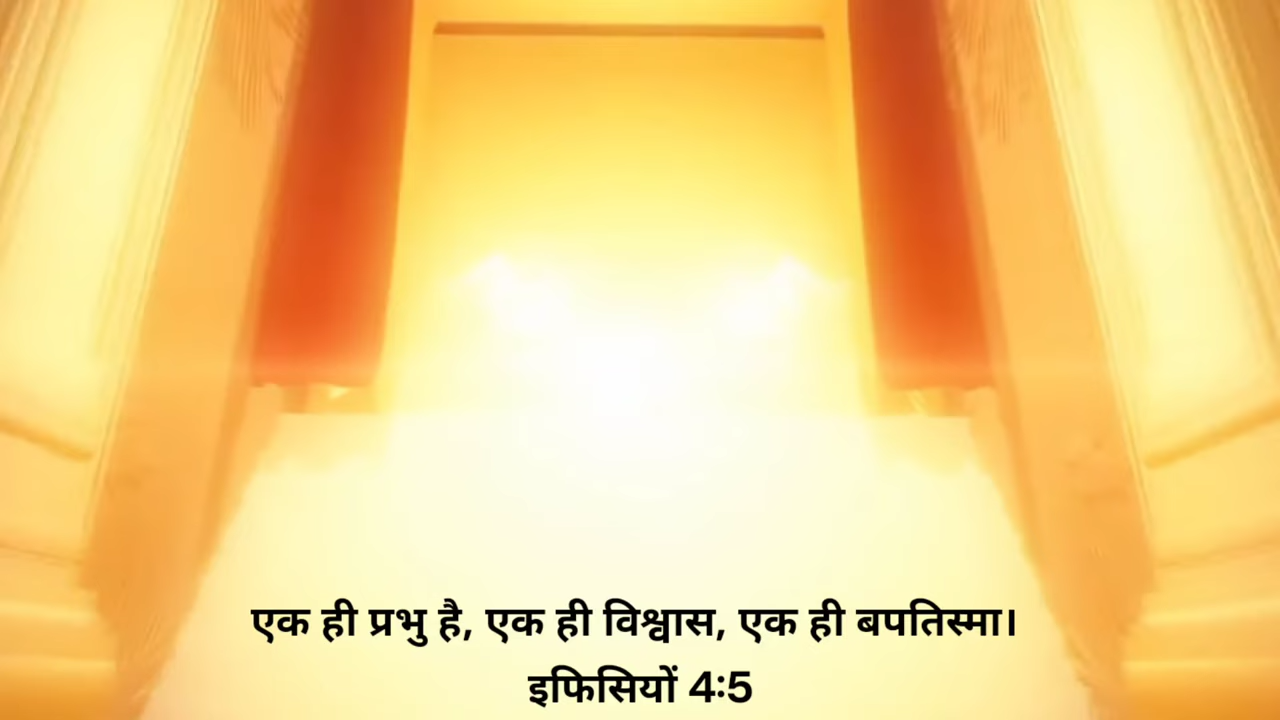 एक ही प्रभु है, एक ही विश्वास, एक ही बपतिस्मा।
इफिसियों 4:5